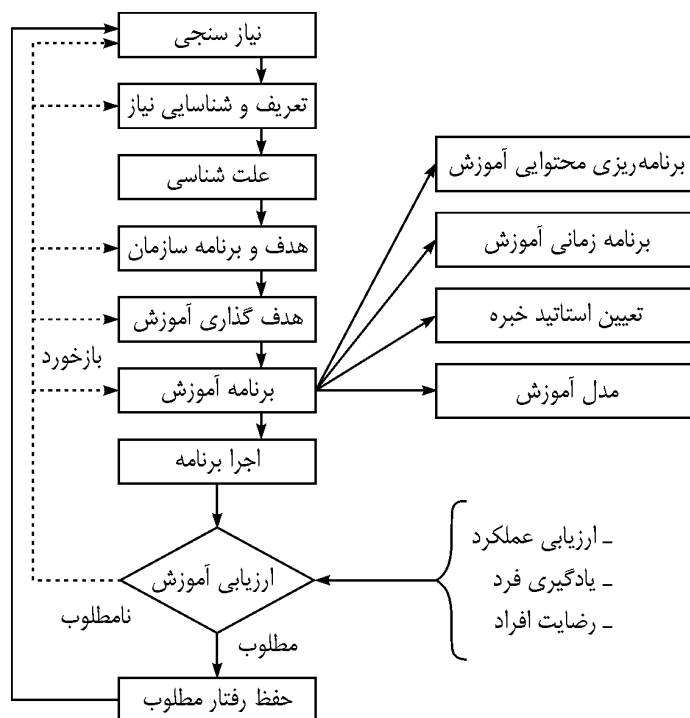 نیاز سنجی
تعریف و شناسایی نیاز
علت شناسی
هدف و برنامه سازمان
هدف گذاری آموزش
برنامه آموزش
اجرا برنامه
ارزیابی آموزش
حفظ رفتار مطلوب
برنامه‌ریزی محتوایی آموزش
برنامه زمانی آموزش
تعیین استاتید خبره
مدل آموزش
بازخورد
نامطلوب
مطلوب
ـ ارزیابی عملکرد
ـ یادگیری فرد
ـ رضایت افراد